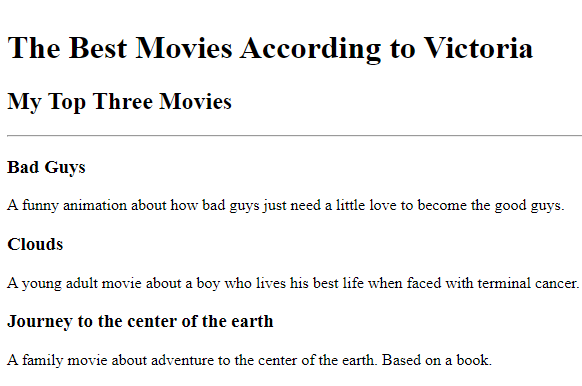 The Best Movies According to Victoria
My Top Three Movies
Bad Guys
A funny animation about how bad guys just need a little love to become the good guys.
Clouds
A young adult movie about a boy who lives his best life when faced with terminal cancer.
Journey to the center of the earth
A family movie about adventure to the center of the earth. Based on a book.